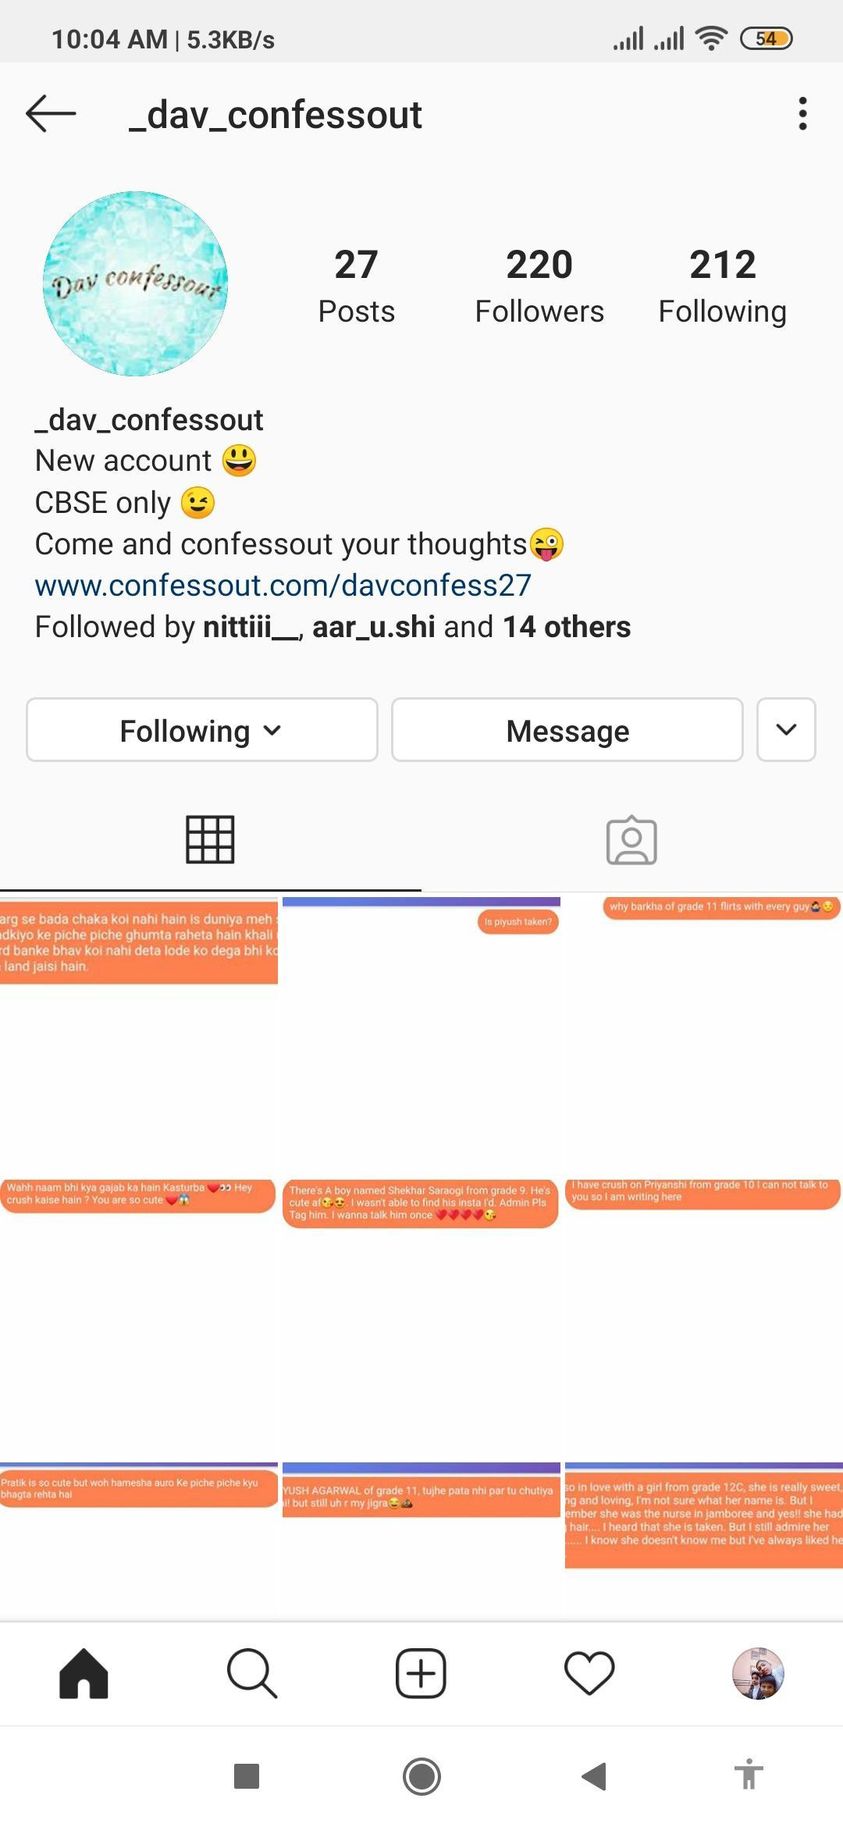 10:04 AM | 5.3KB/s
54
_dav_confessout
Dav confessout
27
Posts
220
Followers
212
Following
_dav_confessout
New account 😃
CBSE only 😉
Come and confessout your thoughts😜
www.confessout.com/davconfess27
Followed by nittiii__, aar_u.shi and 14 others
Following
Message
arg se bada chaka koi nahi hain is duniya meh
dkiyo ke piche piche ghumta raheta hain khali
rd banke bhav koi nahi deta lode ko dega bhi ko
land jaisi hain.
Is piyush taken?
why barkha of grade 11 flirts with every guy
Wahh naam bhi kya gajab ka hain Kasturba ❤️👀 Hey
crush kaise hain ? You are so cute ❤️😱
There's A boy named Shekhar Saraogi from grade 9. He's
cute af😘😍. I wasn't able to find his insta I'd. Admin Pls
Tag him. I wanna talk him once ❤️❤️❤️❤️😘
I have crush on Priyanshi from grade 10 I can not talk to
you so I am writing here
Pratik is so cute but woh hamesha auro Ke piche piche kyu
bhagta rehta hai
YUSH AGARWAL of grade 11, tujhe pata nhi par tu chutiya
i! but still uh r my jigra
so in love with a girl from grade 12C, she is really sweet,
ng and loving, I'm not sure what her name is. But I
ember she was the nurse in jamboree and yes!! she had
hair.... I heard that she is taken. But I still admire her
..... I know she doesn't know me but I've always liked he